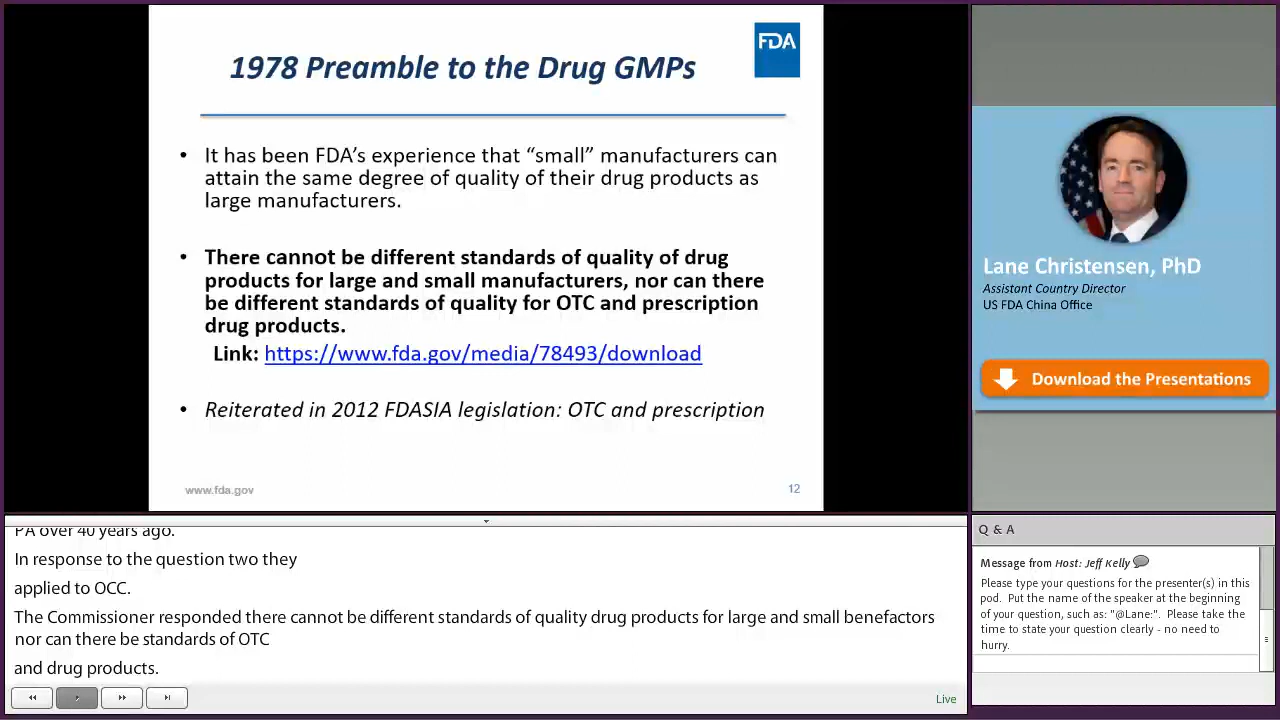 FDA
1978 Preamble to the Drug GMPs
• It has been FDA's experience that “small” manufacturers can
attain the same degree of quality of their drug products as
large manufacturers.
• There cannot be different standards of quality of drug
products for large and small manufacturers, nor can there
be different standards of quality for OTC and prescription
drug products.
Link: https://www.fda.gov/media/78493/download
• Reiterated in 2012 FDASIA legislation: OTC and prescription
www.fda.gov
12
Lane Christensen, PhD
Assistant Country Director
US FDA China Office
Download the Presentations
PA over 40 years ago.
In response to the question two they
applied to OCC.
The Commissioner responded there cannot be different standards of quality drug products for large and small benefactors
nor can there be standards of OTC
and drug products.
Live
Q & A
Message from Host: Jeff Kelly
Please type your questions for the presenter(s) in this
pod. Put the name of the speaker at the beginning
of your question, such as: "@Lane:". Please take the
time to state your question clearly - no need to
hurry.